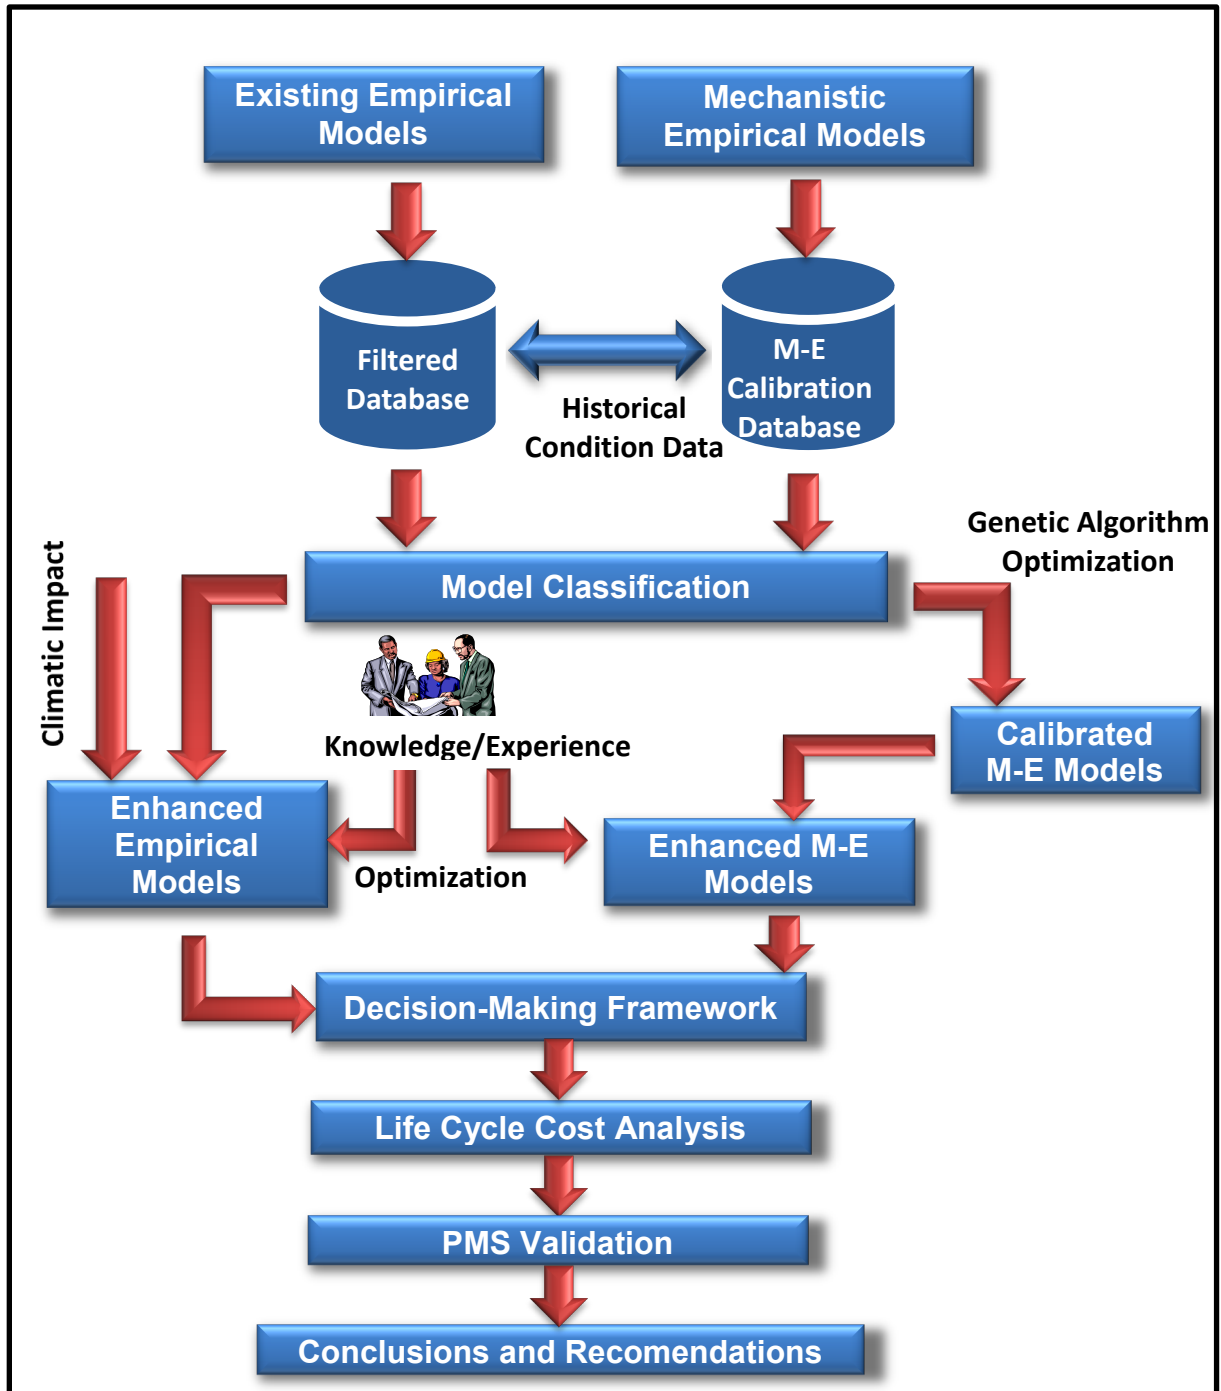 Existing Empirical
Models
Mechanistic
Empirical Models
Filtered
Database
M-E
Calibration
Database
Historical
Condition Data
Genetic Algorithm
Optimization
Climatic Impact
Model Classification
Knowledge/Experience
Calibrated
M-E Models
Enhanced
Empirical
Models
Optimization
Enhanced M-E
Models
Decision-Making Framework
Life Cycle Cost Analysis
PMS Validation
Conclusions and Recomendations